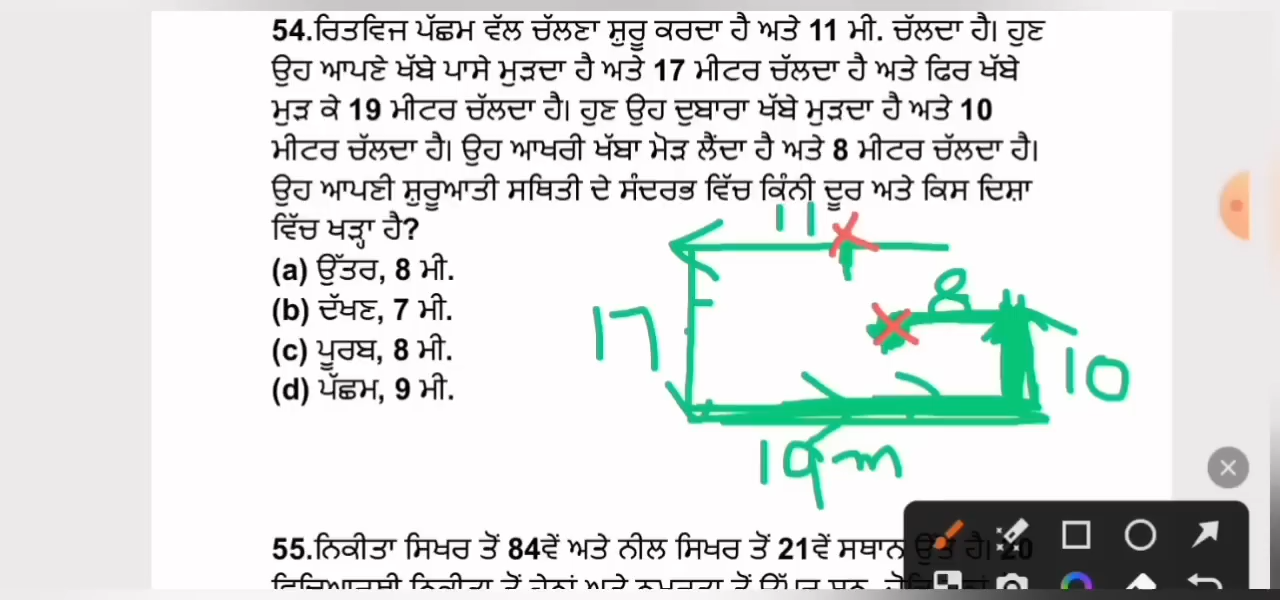 54.ਰਿਤਵਿਜ ਪੱਛਮ ਵੱਲ ਚੱਲਣਾ ਸ਼ੁਰੂ ਕਰਦਾ ਹੈ ਅਤੇ 11 ਮੀ. ਚੱਲਦਾ ਹੈ। ਹੁਣ
ਉਹ ਆਪਣੇ ਖੱਬੇ ਪਾਸੇ ਮੁੜਦਾ ਹੈ ਅਤੇ 17 ਮੀਟਰ ਚੱਲਦਾ ਹੈ ਅਤੇ ਫਿਰ ਖੱਬੇ
ਮੁੜ ਕੇ 19 ਮੀਟਰ ਚੱਲਦਾ ਹੈ। ਹੁਣ ਉਹ ਦੁਬਾਰਾ ਖੱਬੇ ਮੁੜਦਾ ਹੈ ਅਤੇ 10
ਮੀਟਰ ਚੱਲਦਾ ਹੈ। ਉਹ ਆਖਰੀ ਖੱਬਾ ਮੋੜ ਲੈਂਦਾ ਹੈ ਅਤੇ 8 ਮੀਟਰ ਚੱਲਦਾ ਹੈ।
ਉਹ ਆਪਣੀ ਸ਼ੁਰੂਆਤੀ ਸਥਿਤੀ ਦੇ ਸੰਦਰਭ ਵਿੱਚ ਕਿੰਨੀ ਦੂਰ ਅਤੇ ਕਿਸ ਦਿਸ਼ਾ
ਵਿੱਚ ਖੜ੍ਹਾ ਹੈ?
11
(a) ਉੱਤਰ, 8 ਮੀ.
(b) ਦੱਖਣ, 7 ਮੀ.
8
17
(c) ਪੂਰਬ, 8 ਮੀ.
(d) ਪੱਛਮ, 9 ਮੀ.
10
19m
55.ਨਿਕੀਤਾ ਸਿਖਰ ਤੋਂ 84ਵੇਂ ਅਤੇ ਨੀਲ ਸਿਖਰ ਤੋਂ 21ਵੇਂ ਸਥਾਨ ਉੱਤੇ ਹੈ। 20